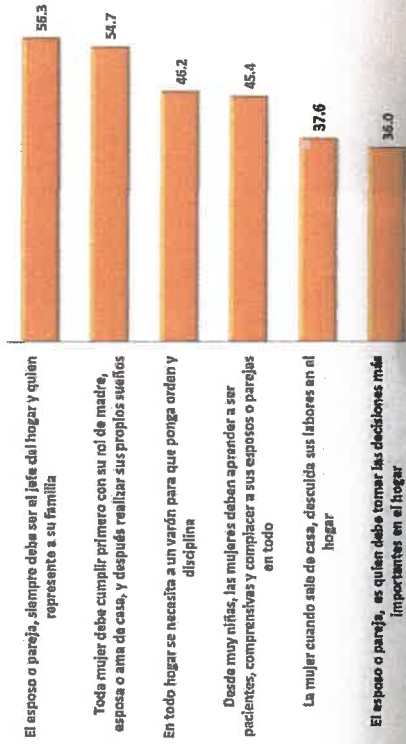 El esposo o pareja, siempre debe ser el jefe del hogar y quien
represente a su familia
56.3
Toda mujer debe cumplir primero con su rol de madre,
esposa o ama de casa, y después realizar sus propios sueños
54.7
En todo hogar se necesita a un varón para que ponga orden y
disciplina
46.2
Desde muy niñas, las mujeres deben aprender a ser
pacientes, comprensivas y complacer a sus esposos o parejas
en todo
45.4
La mujer cuando sale de casa, descuida sus labores en el
hogar
37.6
El esposo o pareja, es quien debe tomar las decisiones más
importantes en el hogar
36.0